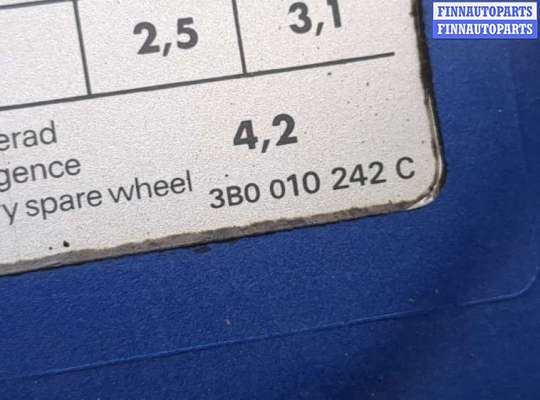 FINNAUTOPARTS
FINNAUTOPARTS
2,5 3,1
erad
gence 4,2
y spare wheel 3B0 010 242 C